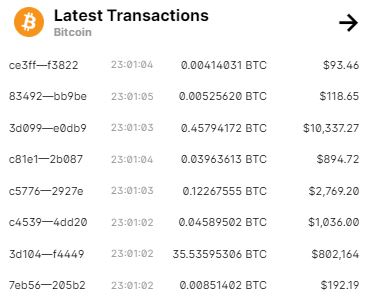 Latest Transactions
Bitcoin
ce3ff—f3822 23:01:04 0.00414031 BTC $93.46
83492—bb9be 23:01:05 0.00525620 BTC $118.65
3d099—e0db9 23:01:03 0.45794172 BTC $10,337.27
c81e1—2b087 23:01:04 0.03963613 BTC $894.72
c5776—2927e 23:01:03 0.12267555 BTC $2,769.20
c4539—4dd20 23:01:02 0.04589502 BTC $1,036.00
3d104—f4449 23:01:02 35.53595306 BTC $802,164
7eb56—205b2 23:01:02 0.00851402 BTC $192.19